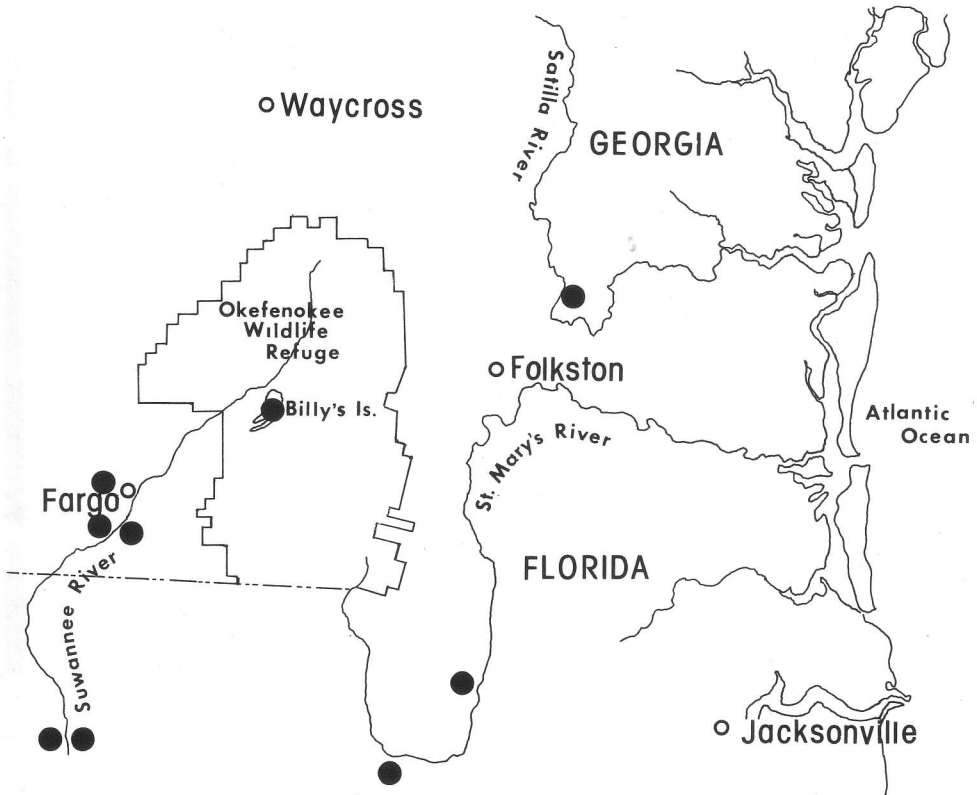 Waycross
Satilla River
GEORGIA
Okefenokee
Wildlife
Refuge
Folkston
Billy's Is.
Atlantic
Ocean
St. Mary's River
Fargo
FLORIDA
Suwannee River
Jacksonville